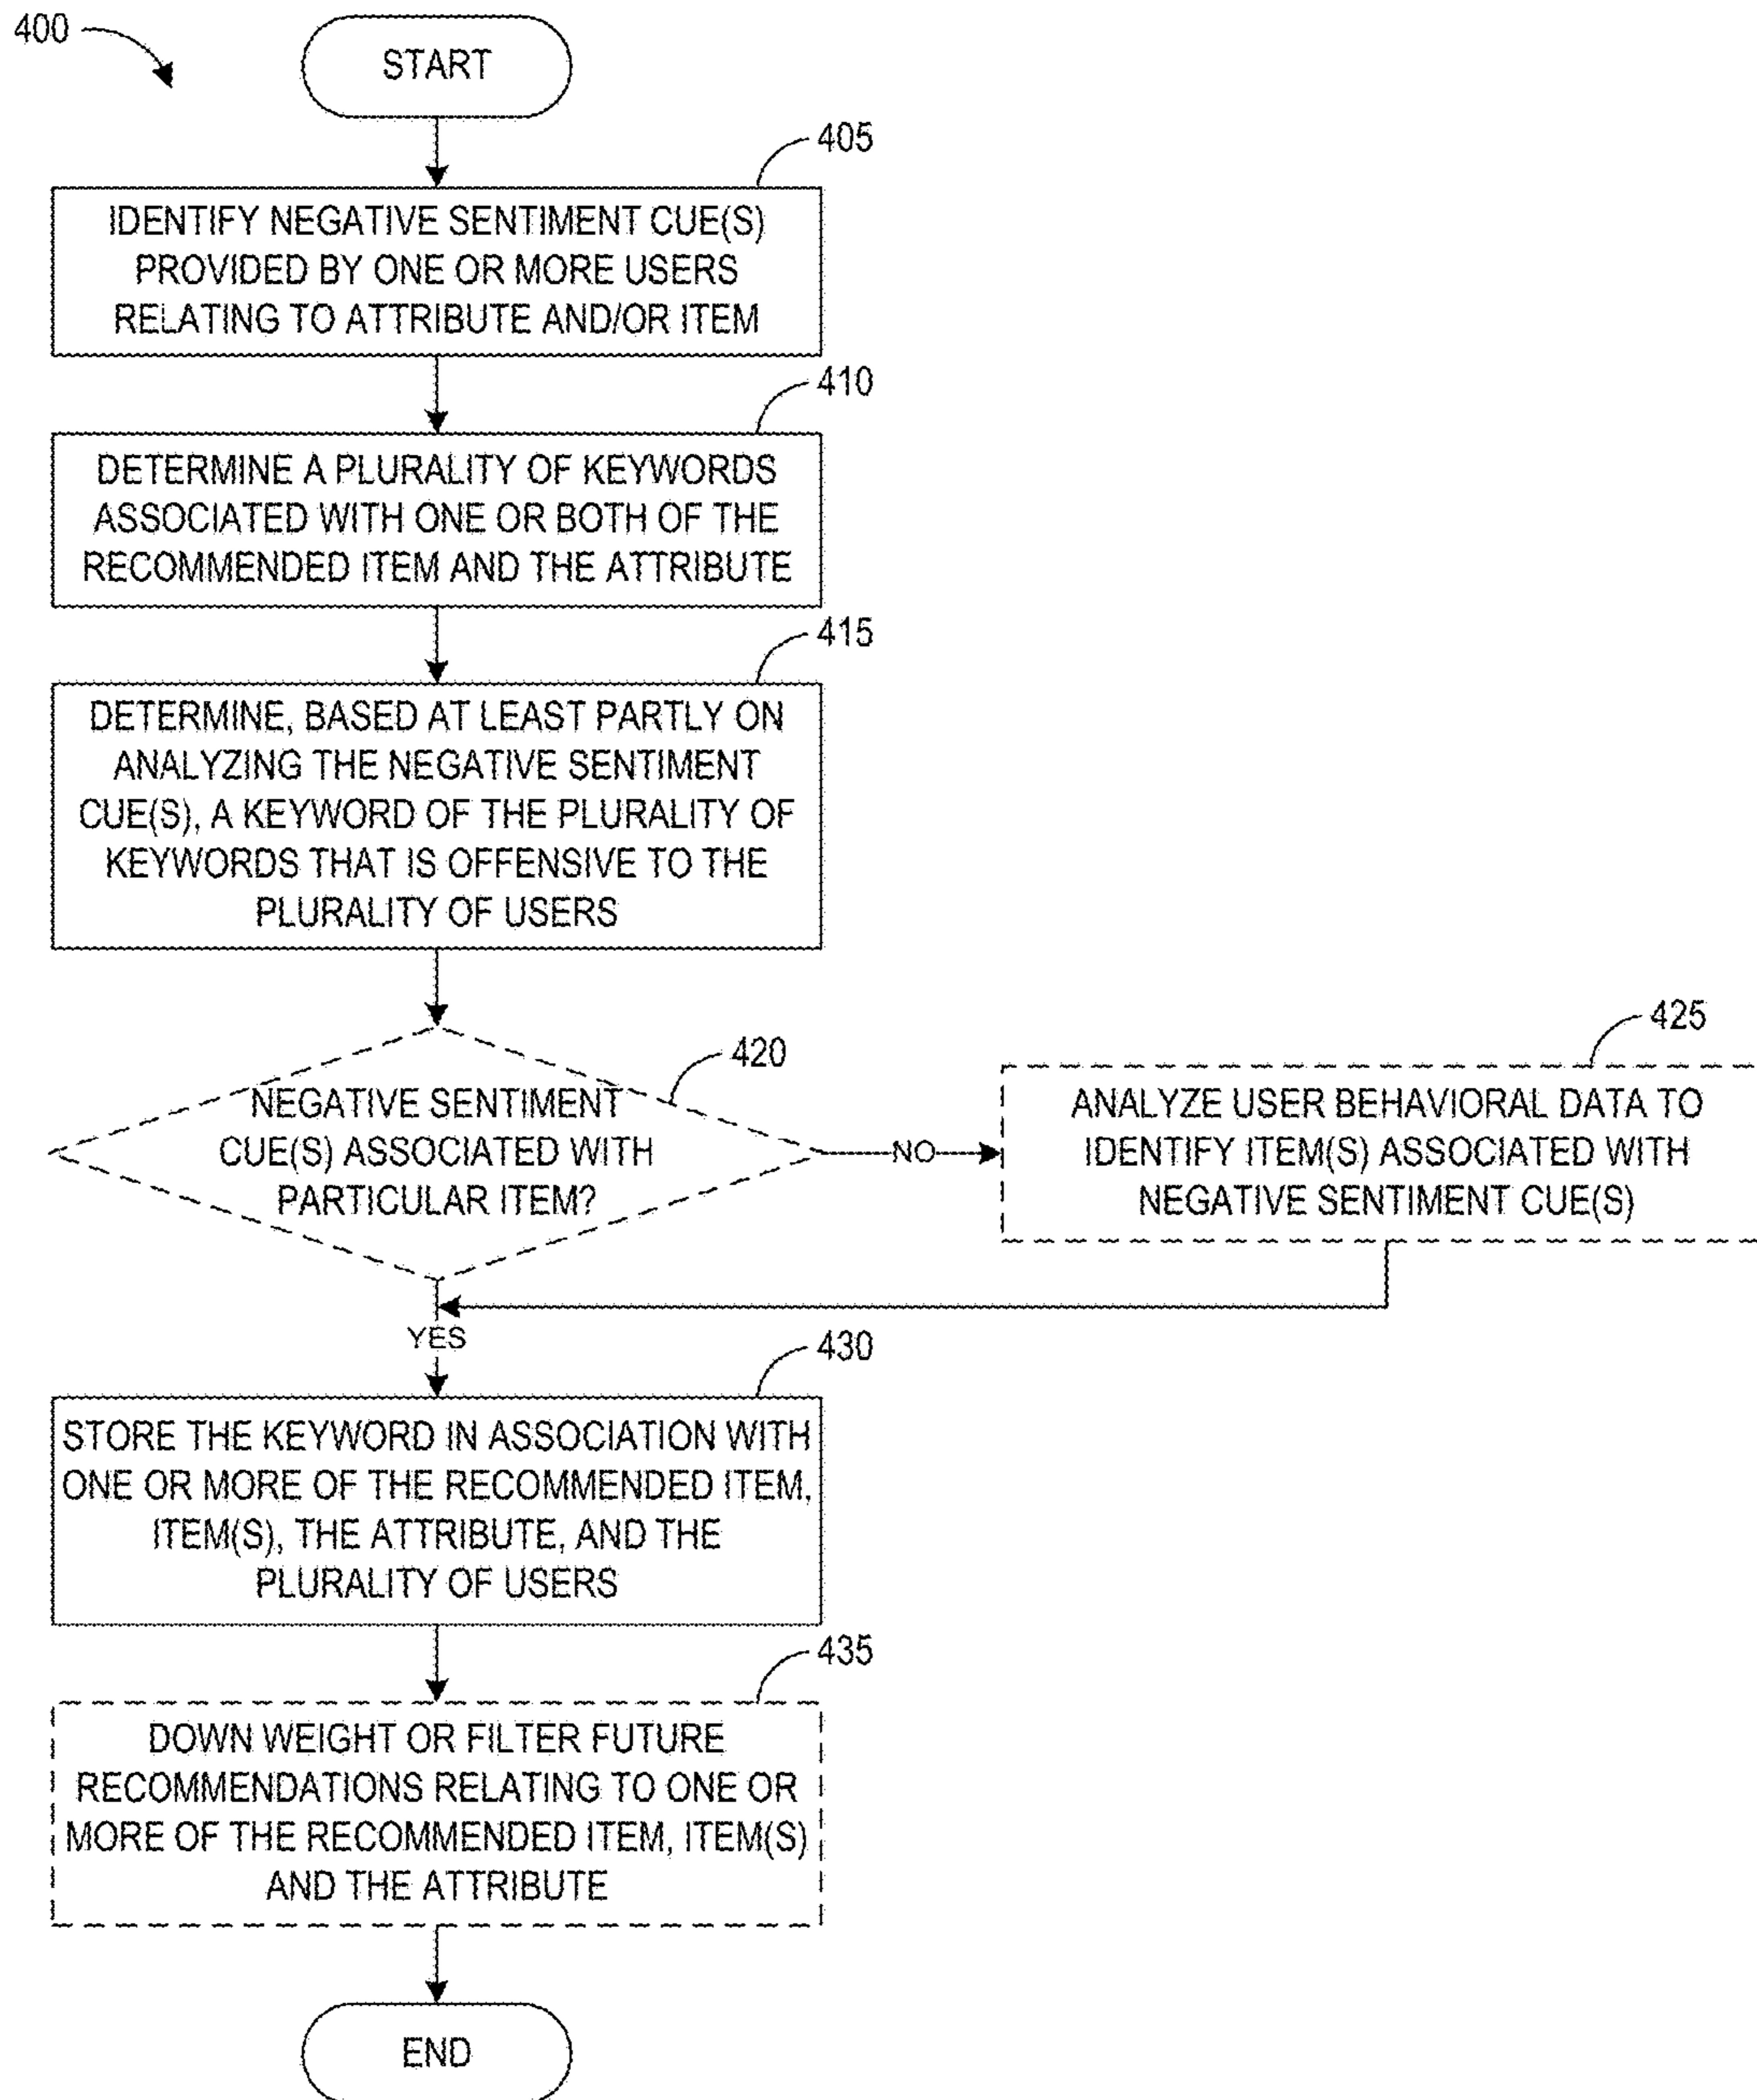 400
START
405
IDENTIFY NEGATIVE SENTIMENT CUE(S)
PROVIDED BY ONE OR MORE USERS
RELATING TO ATTRIBUTE AND/OR ITEM
410
DETERMINE A PLURALITY OF KEYWORDS
ASSOCIATED WITH ONE OR BOTH OF THE
RECOMMENDED ITEM AND THE ATTRIBUTE
415
DETERMINE, BASED AT LEAST PARTLY ON
ANALYZING THE NEGATIVE SENTIMENT
CUE(S), A KEYWORD OF THE PLURALITY OF
KEYWORDS THAT IS OFFENSIVE TO THE
PLURALITY OF USERS
420
NEGATIVE SENTIMENT
CUE(S) ASSOCIATED WITH
PARTICULAR ITEM?
NO
425
ANALYZE USER BEHAVIORAL DATA TO
IDENTIFY ITEM(S) ASSOCIATED WITH
NEGATIVE SENTIMENT CUE(S)
YES
430
STORE THE KEYWORD IN ASSOCIATION WITH
ONE OR MORE OF THE RECOMMENDED ITEM,
ITEM(S), THE ATTRIBUTE, AND THE
PLURALITY OF USERS
435
DOWN WEIGHT OR FILTER FUTURE
RECOMMENDATIONS RELATING TO ONE OR
MORE OF THE RECOMMENDED ITEM, ITEM(S)
AND THE ATTRIBUTE
END